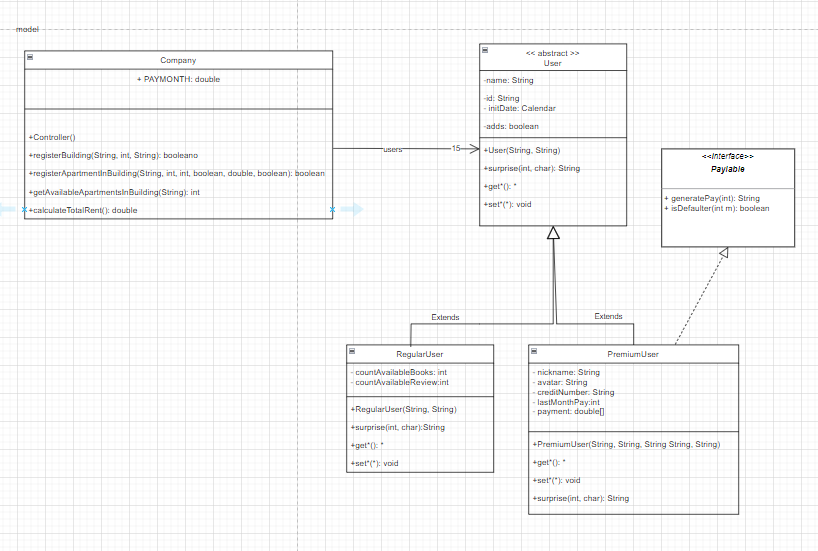 model
Company
+ PAYMONTH: double
+Controller()
+registerBuilding(String, int, String): booleano
+registerApartmentInBuilding(String, int, int, boolean, double, boolean): boolean
+getAvailableApartmentsInBuilding(String): int
+calculateTotalRent(): double
users
15
<< abstract >>
User
-name: String
-id: String
- initDate: Calendar
-adds: boolean
+User(String, String)
+surprise(int, char): String
+get*(): *
+set*(*): void
<<Interface>>
Paylable
+ generatePay(int): String
+ isDefaulter(int m): boolean
Extends
Extends
RegularUser
- countAvailableBooks: int
- countAvailableReview:int
+RegularUser(String, String)
+surprise(int, char):String
+get*(): *
+set*(*): void
PremiumUser
- nickname: String
- avatar: String
- creditNumber: String
- lastMonthPay:int
- payment: double[]
+PremiumUser(String, String, String String, String)
+get*(): *
+set*(*): void
+surprise(int, char): String